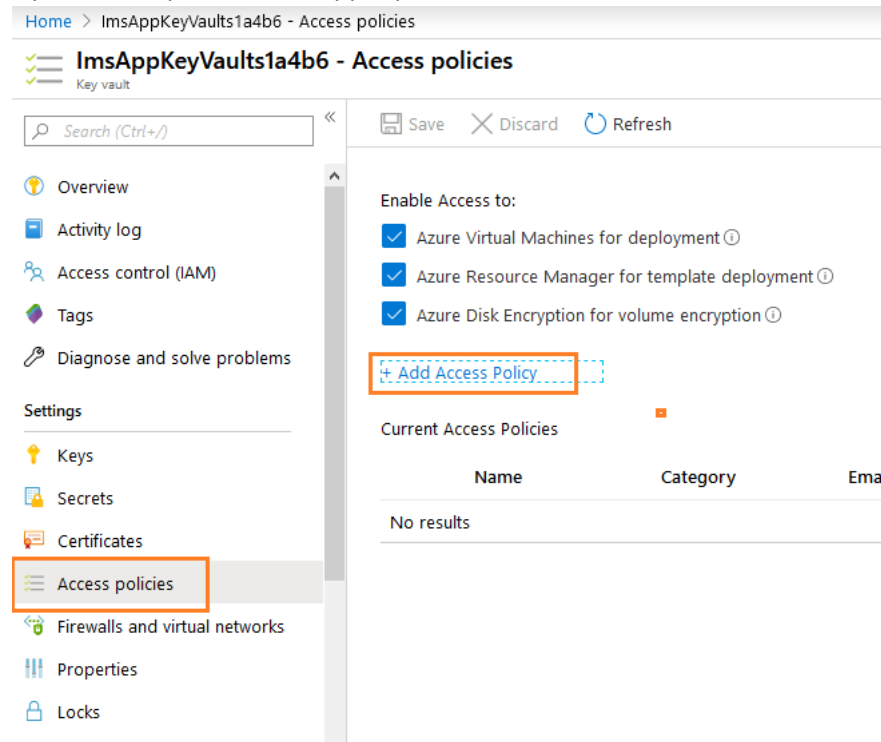 Home > ImsAppKeyVaults1a4b6 - Access policies
ImsAppKeyVaults1a4b6 - Access policies
Key vault
Search (Ctrl+/)
Overview
Activity log
Access control (IAM)
Tags
Diagnose and solve problems
Settings
Keys
Secrets
Certificates
Access policies
Firewalls and virtual networks
Properties
Locks
Save Discard Refresh
Enable Access to:
Azure Virtual Machines for deployment
Azure Resource Manager for template deployment
Azure Disk Encryption for volume encryption
+ Add Access Policy
Current Access Policies
Name Category Ema
No results